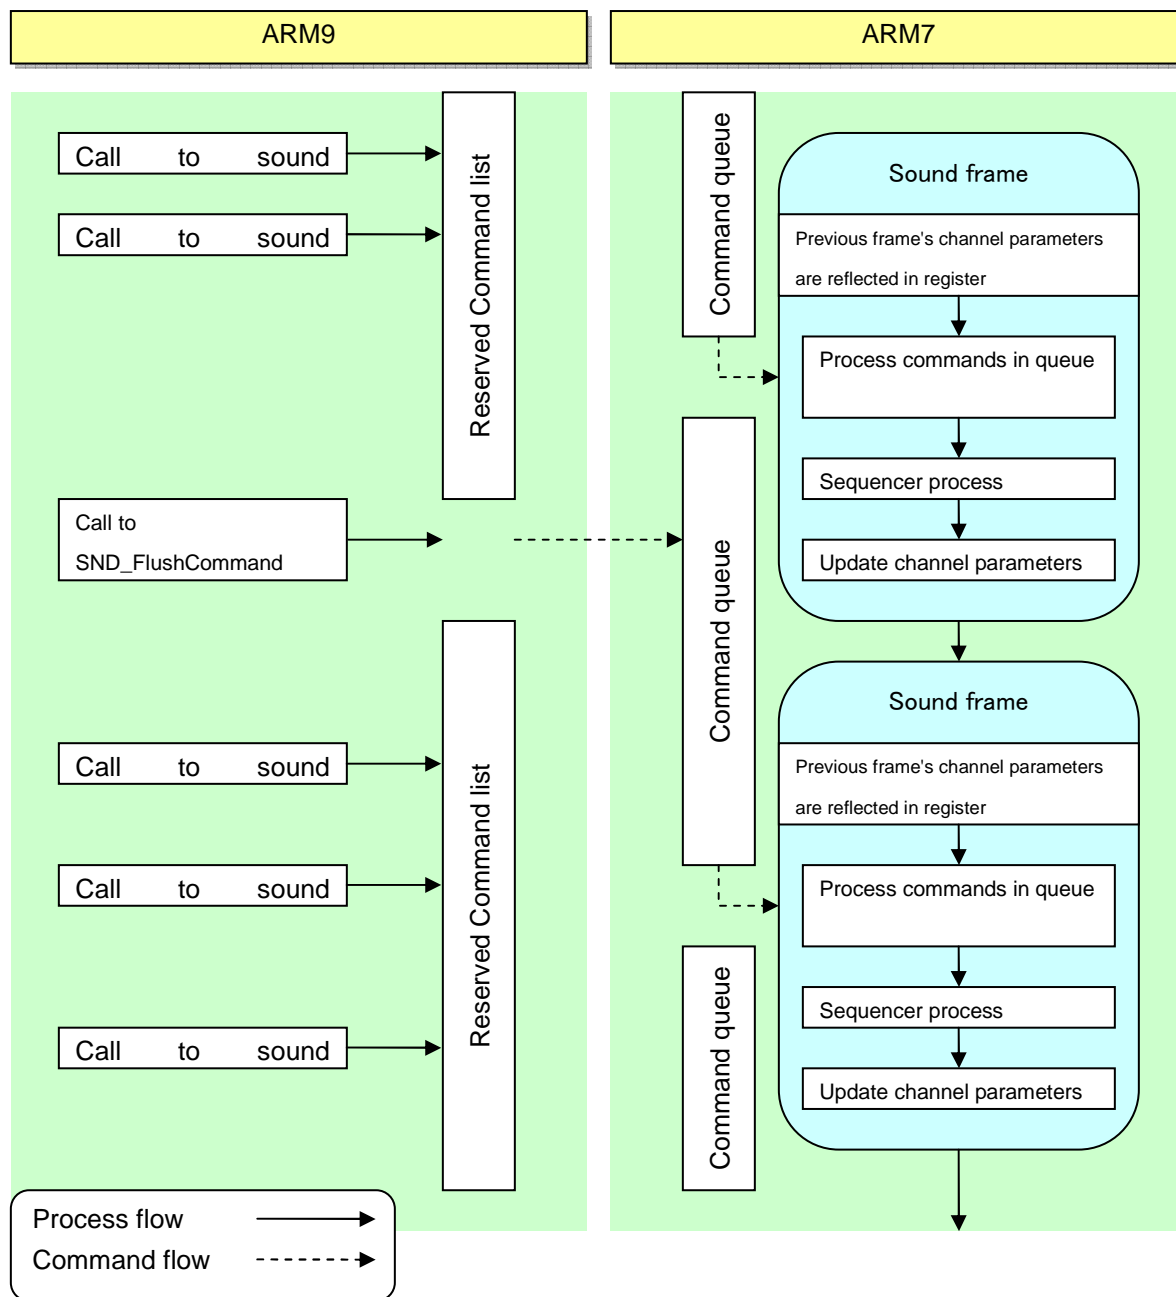 ARM9
Call to sound
Call to sound
Reserved Command list
Call to
SND_FlushCommand
Call to sound
Call to sound
Call to sound
Reserved Command list
Process flow
Command flow
ARM7
Command queue
Sound frame
Previous frame's channel parameters
are reflected in register
Process commands in queue
Sequencer process
Update channel parameters
Command queue
Sound frame
Previous frame's channel parameters
are reflected in register
Process commands in queue
Sequencer process
Update channel parameters
Command queue